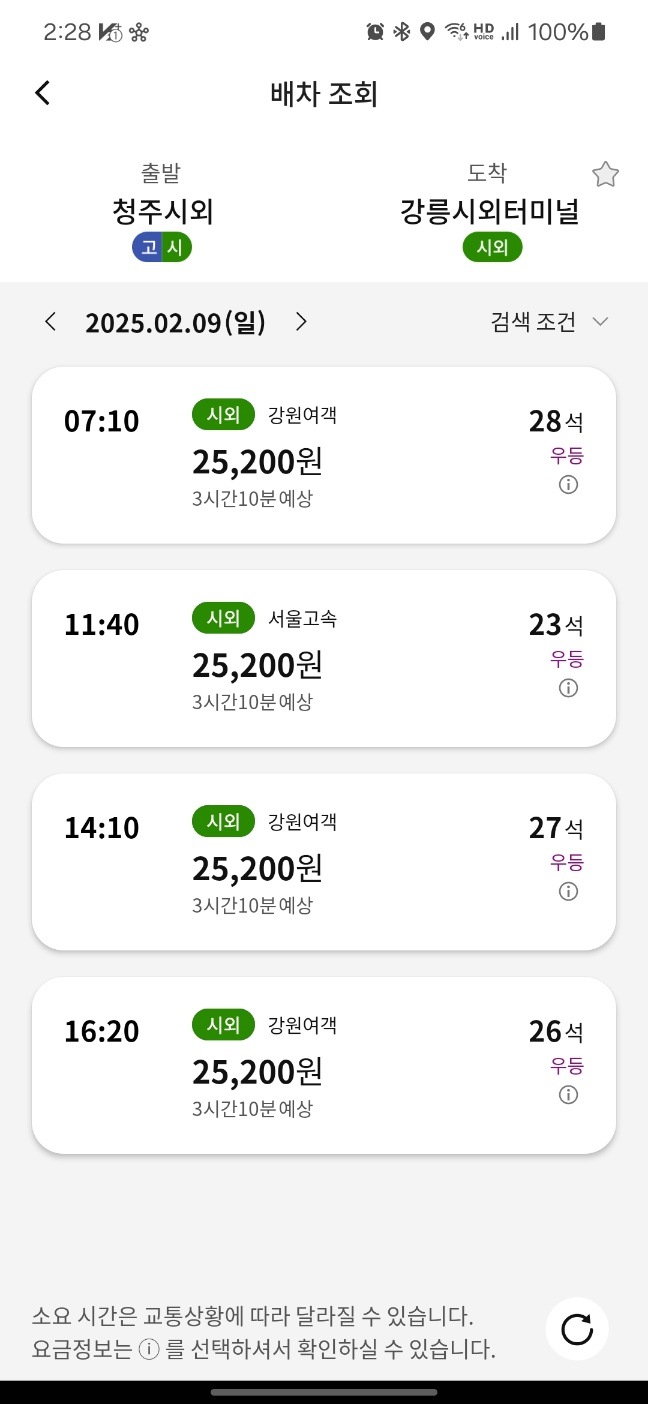 2:28 HD voice 100%
배차 조회
출발 도착
청주시외 강릉시외터미널
고 시 시외
2025.02.09(일) 검색 조건
07:10 시외 강원여객 28석
25,200원 우등
3시간10분예상
11:40 시외 서울고속 23석
25,200원 우등
3시간10분예상
14:10 시외 강원여객 27석
25,200원 우등
3시간10분예상
16:20 시외 강원여객 26석
25,200원 우등
3시간10분예상
소요 시간은 교통상황에 따라 달라질 수 있습니다.
요금정보는 ⓘ 를 선택하셔서 확인하실 수 있습니다.